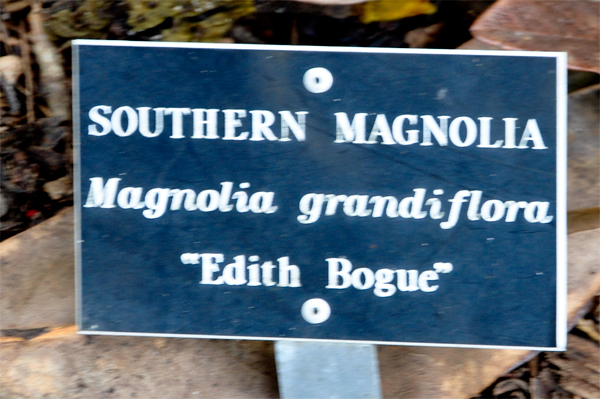 SOUTHERN MAGNOLIA
Magnolia grandiflora
"Edith Bogue"